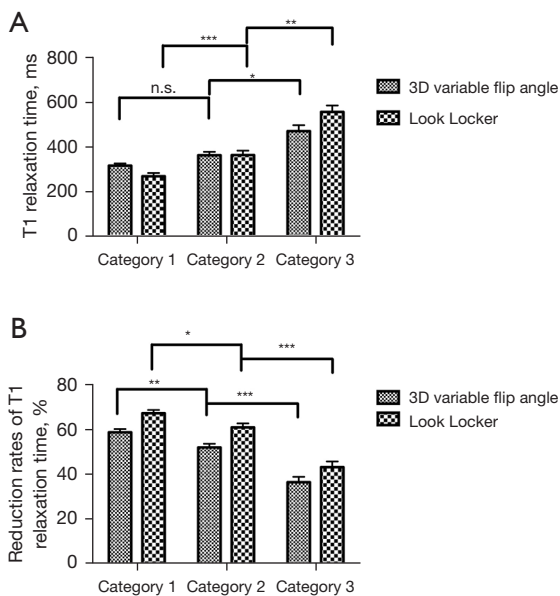 A
T1 relaxation time, ms
800
600
400
200
0
n.s.
***
*
**
3D variable flip angle
Look Locker
Category 1 Category 2 Category 3
B
Reduction rates of T1
relaxation time, %
80
60
40
20
0
**
*
***
***
3D variable flip angle
Look Locker
Category 1 Category 2 Category 3